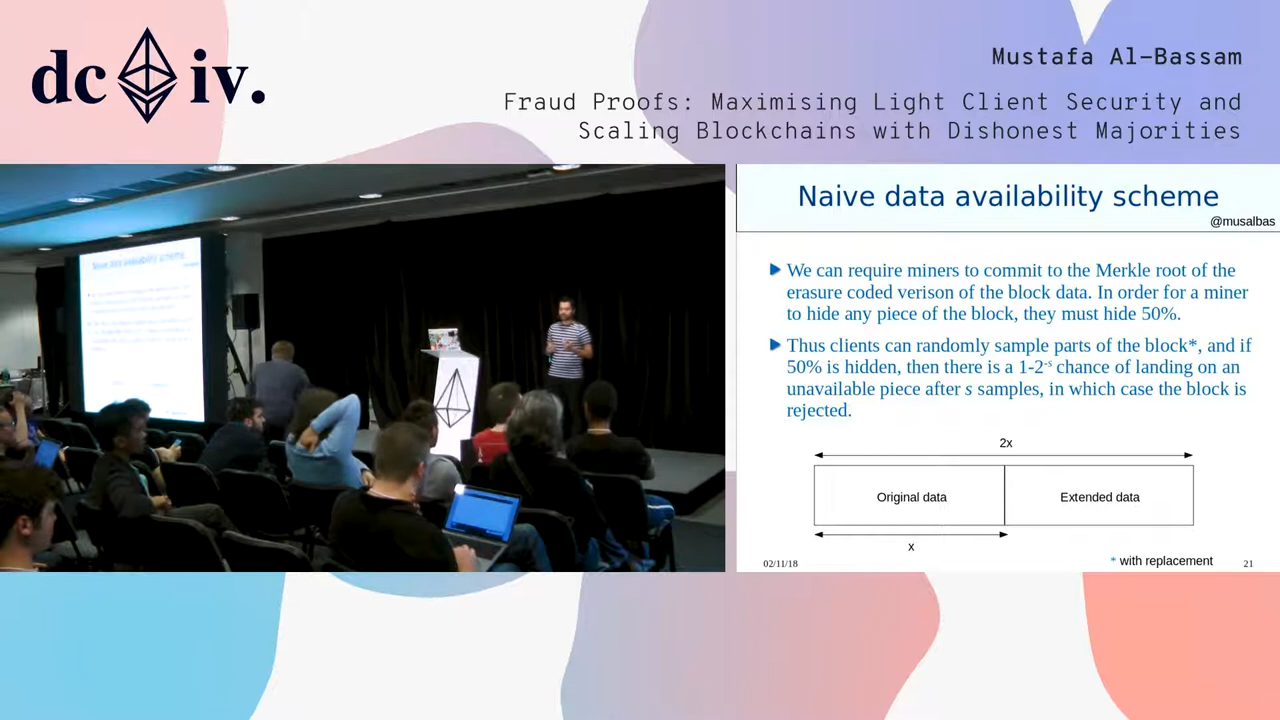 dc iv.
Mustafa Al-Bassam
Fraud Proofs: Maximising Light Client Security and
Scaling Blockchains with Dishonest Majorities
Naive data availability scheme
@musalbas
We can require miners to commit to the Merkle root of the
erasure coded verison of the block data. In order for a miner
to hide any piece of the block, they must hide 50%.
Thus clients can randomly sample parts of the block*, and if
50% is hidden, then there is a 1-2-s chance of landing on an
unavailable piece after s samples, in which case the block is
rejected.
2x
Original data
Extended data
x
* with replacement
02/11/18
21